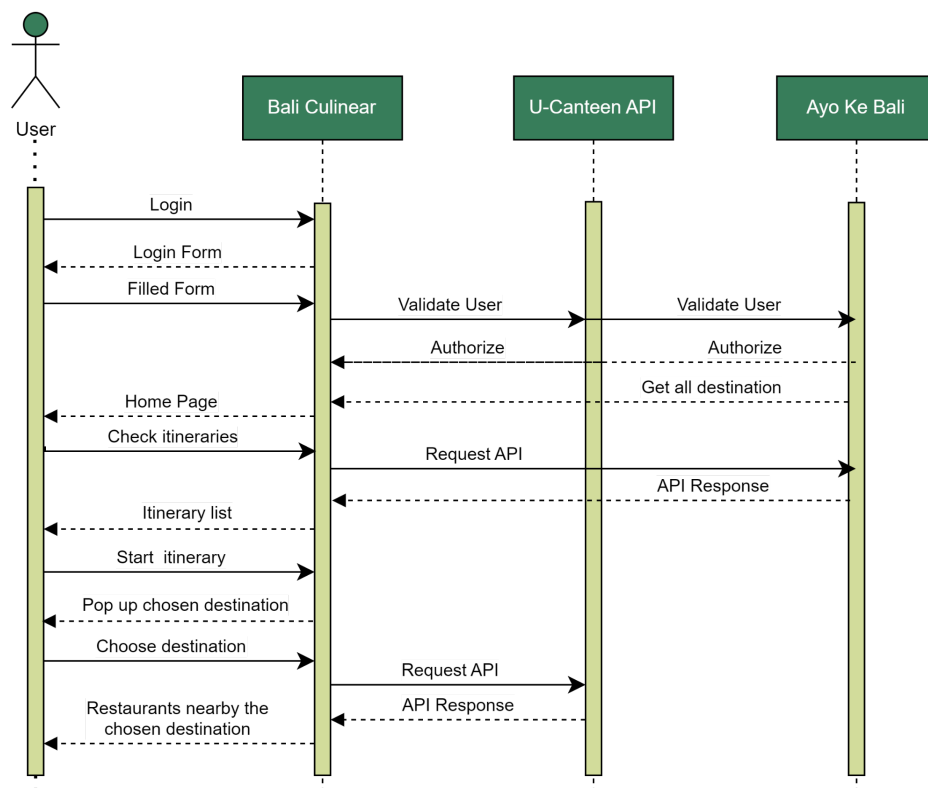 User
Bali Culinear
U-Canteen API
Ayo Ke Bali
Login
Login Form
Filled Form
Validate User
Validate User
Authorize
Authorize
Get all destination
Home Page
Check itineraries
Request API
API Response
Itinerary list
Start itinerary
Pop up chosen destination
Choose destination
Request API
API Response
Restaurants nearby the
chosen destination